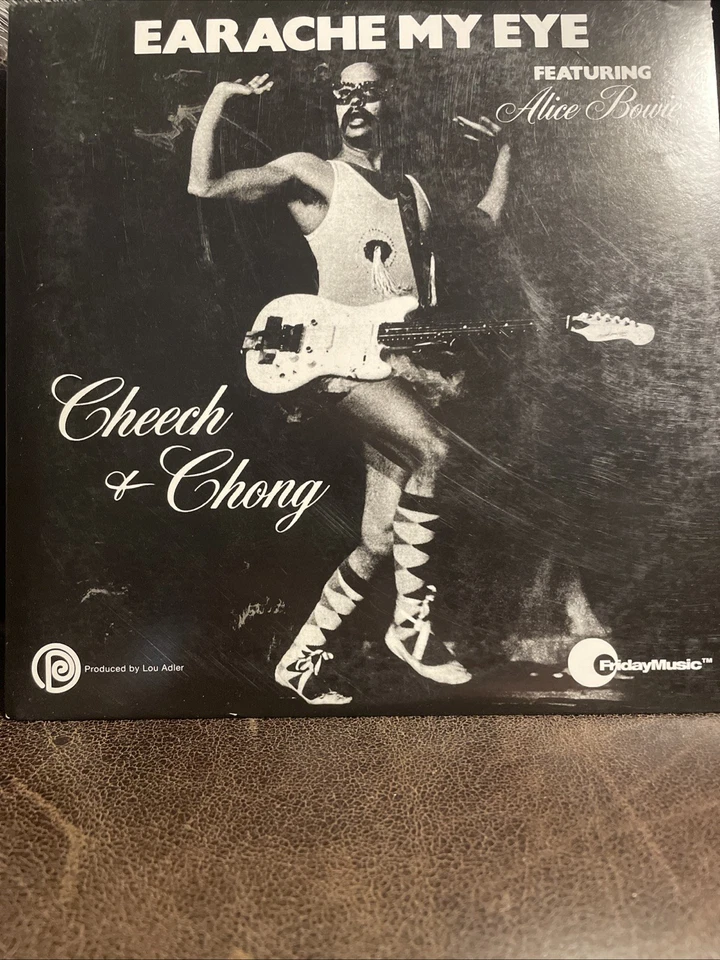 EARACHE MY EYE
FEATURING
Alice Bowie
Cheech
& Chong
Produced by Lou Adler
FridayMusic™